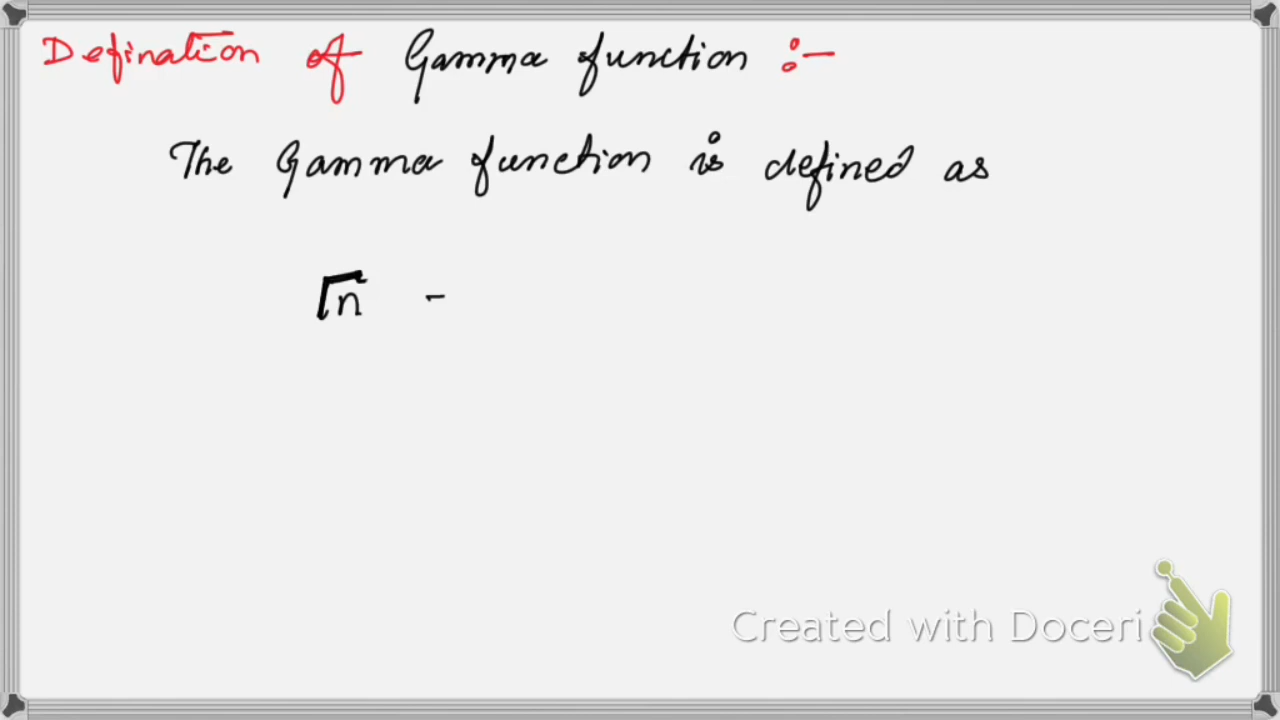 Defination of Gamma function :-
The Gamma function is defined as
Γn -
Created with Doceri